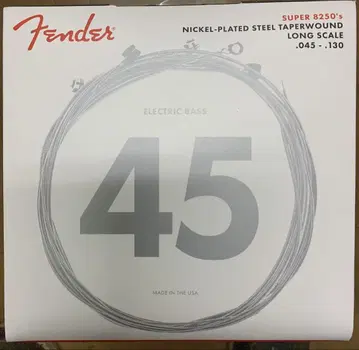 Fender
SUPER 8250's
NICKEL-PLATED STEEL TAPERWOUND
LONG SCALE
.045 - .130
ELECTRIC BASS
45
MADE IN THE USA